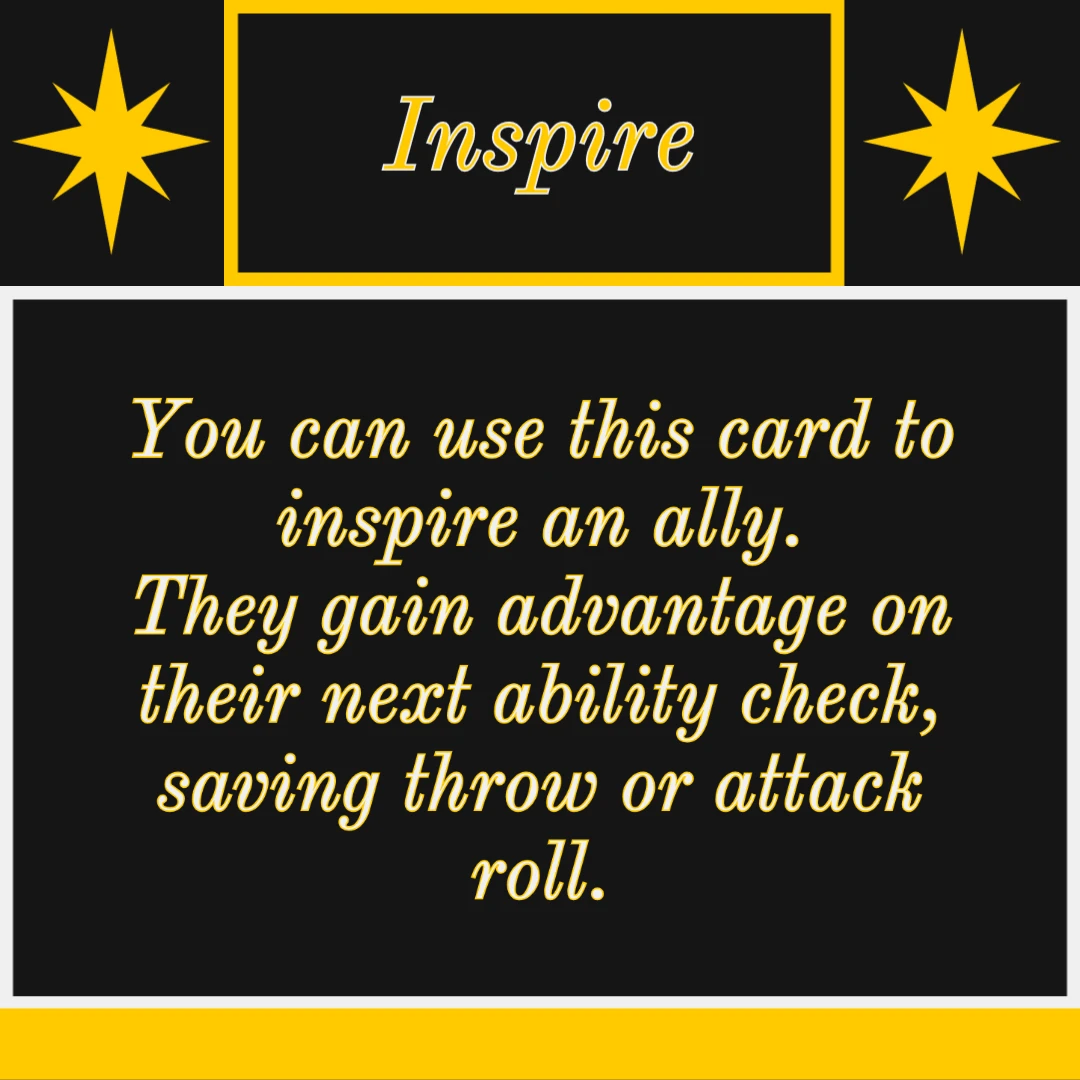 Inspire
You can use this card to
inspire an ally.
They gain advantage on
their next ability check,
saving throw or attack
roll.